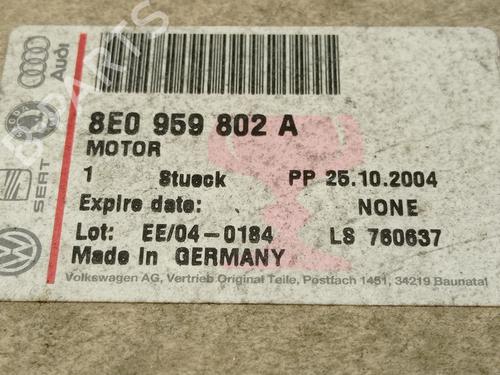 Audi
SEAT
8E0 959 802 A
MOTOR
1 Stueck PP 25.10.2004
Expire date: NONE
Lot: EE/04-0184 LS 760637
Made in GERMANY
Volkswagen AG, Vertrieb Original Teile, Postfach 1451, 34219 Baunatal